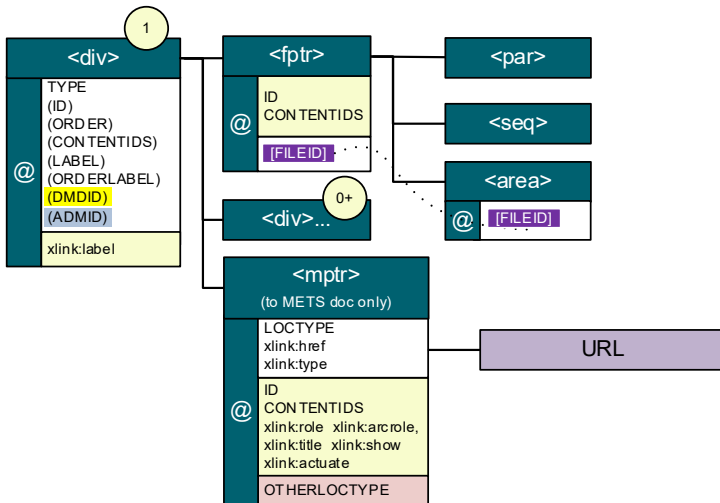 1
<div>
@
TYPE
(ID)
(ORDER)
(CONTENTIDS)
(LABEL)
(ORDERLABEL)
(DMDID)
(ADMID)
xlink:label
<fptr>
@
ID
CONTENTIDS
[FILEID]
<par>
<seq>
<area>
@
[FILEID]
0+
<div>...
<mptr>
(to METS doc only)
@
LOCTYPE
xlink:href
xlink:type
ID
CONTENTIDS
xlink:role xlink:arcrole,
xlink:title xlink:show
xlink:actuate
OTHERLOCTYPE
URL